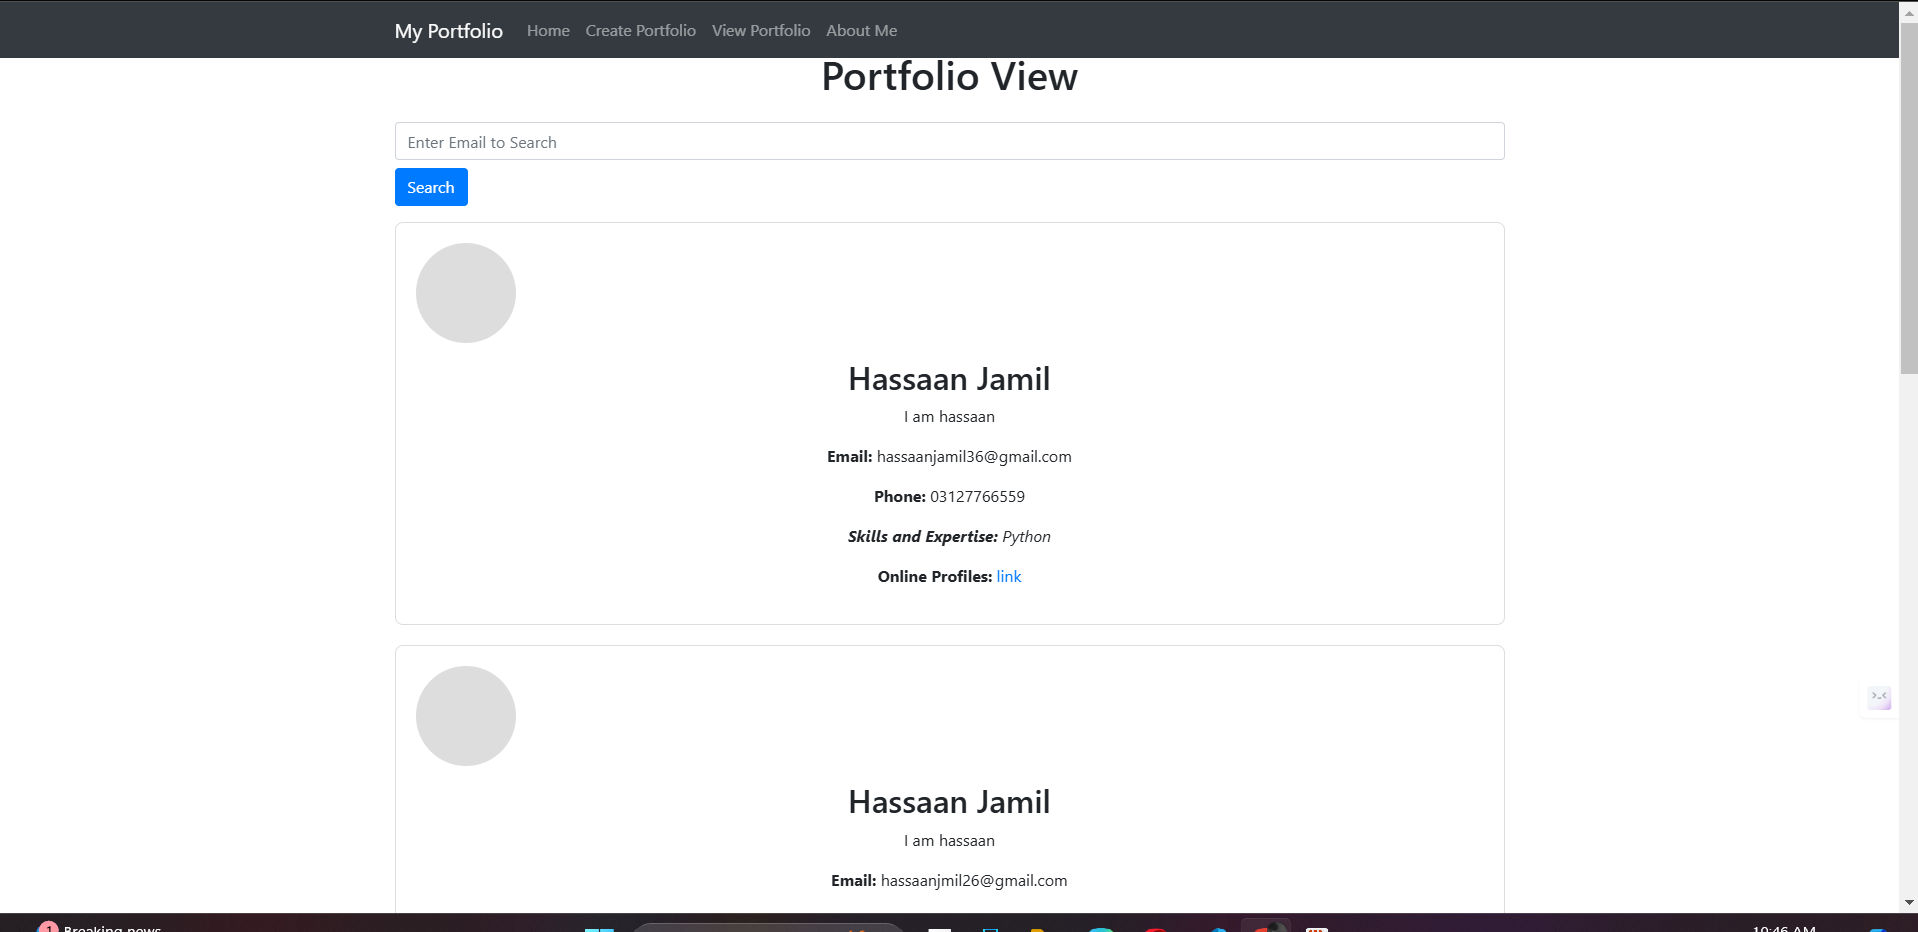 My Portfolio Home Create Portfolio View Portfolio About Me
Portfolio View
Enter Email to Search
Search
Hassaan Jamil
I am hassaan
Email: hassaanjamil36@gmail.com
Phone: 03127766559
Skills and Expertise: Python
Online Profiles: link
Hassaan Jamil
I am hassaan
Email: hassaanjmil26@gmail.com
1 Breaking news 10:46 AM